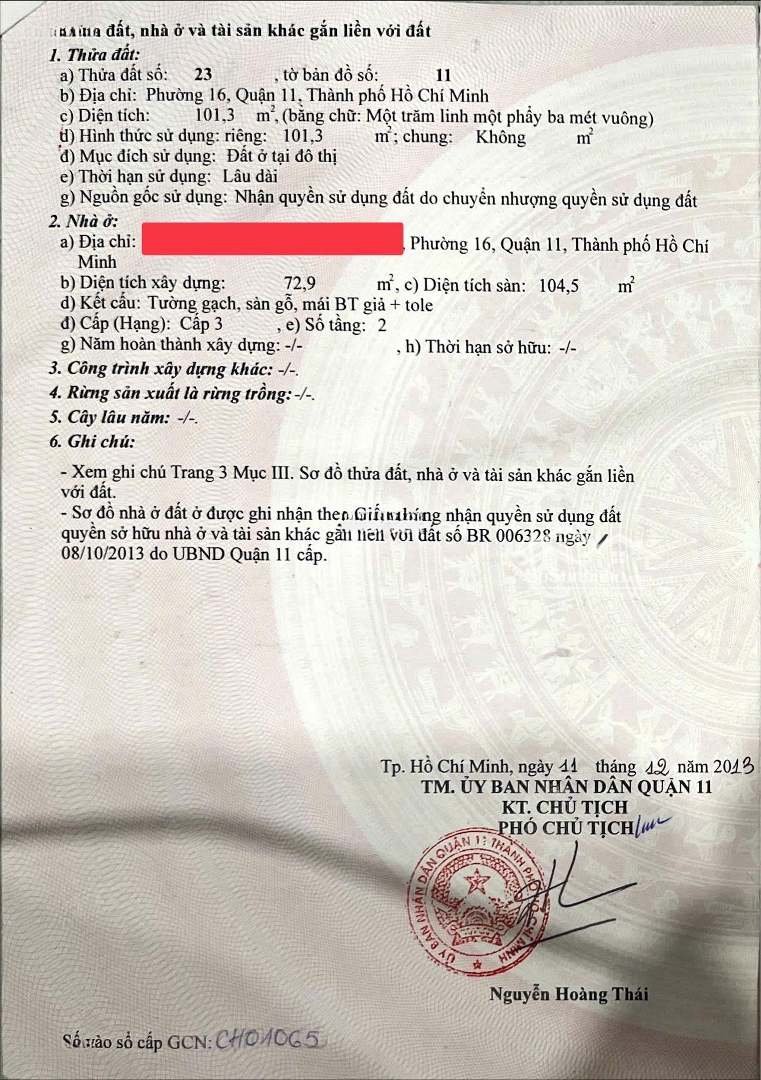 đất, nhà ở và tài sản khác gắn liền với đất
1. Thửa đất:
a) Thửa đất số: 23 , tờ bản đồ số: 11
b) Địa chỉ: Phường 16, Quận 11, Thành phố Hồ Chí Minh
c) Diện tích: 101,3 m², (bằng chữ: Một trăm linh một phẩy ba mét vuông)
d) Hình thức sử dụng: riêng: 101,3 m²; chung: Không m²
đ) Mục đích sử dụng: Đất ở tại đô thị
e) Thời hạn sử dụng: Lâu dài
g) Nguồn gốc sử dụng: Nhận quyền sử dụng đất do chuyển nhượng quyền sử dụng đất
2. Nhà ở:
a) Địa chỉ: , Phường 16, Quận 11, Thành phố Hồ Chí
Minh
b) Diện tích xây dựng: 72,9 m², c) Diện tích sàn: 104,5 m²
d) Kết cấu: Tường gạch, sàn gỗ, mái BT giả + tole
đ) Cấp (Hạng): Cấp 3 , e) Số tầng: 2
g) Năm hoàn thành xây dựng: -/- , h) Thời hạn sở hữu: -/-
3. Công trình xây dựng khác: -/-.
4. Rừng sản xuất là rừng trồng: -/-.
5. Cây lâu năm: -/-.
6. Ghi chú:
- Xem ghi chú Trang 3 Mục III. Sơ đồ thửa đất, nhà ở và tài sản khác gắn liền
với đất.
- Sơ đồ nhà ở đất ở được ghi nhận theo nhận quyền sử dụng đất
quyền sở hữu nhà ở và tài sản khác gắn liền với đất số BR 006328 ngày
08/10/2013 do UBND Quận 11 cấp.
Tp. Hồ Chí Minh, ngày 11 tháng 12 năm 2013
TM. ỦY BAN NHÂN DÂN QUẬN 11
KT. CHỦ TỊCH
PHÓ CHỦ TỊCH
ỦY BAN NHÂN DÂN QUẬN 11 THÀNH PHỐ HỒ CHÍ MINH
Nguyễn Hoàng Thái
Số vào sổ cấp GCN: CH01065